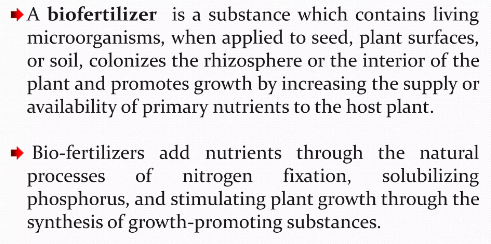 A biofertilizer is a substance which contains living
microorganisms, when applied to seed, plant surfaces,
or soil, colonizes the rhizosphere or the interior of the
plant and promotes growth by increasing the supply or
availability of primary nutrients to the host plant.
Bio-fertilizers add nutrients through the natural
processes of nitrogen fixation, solubilizing
phosphorus, and stimulating plant growth through the
synthesis of growth-promoting substances.